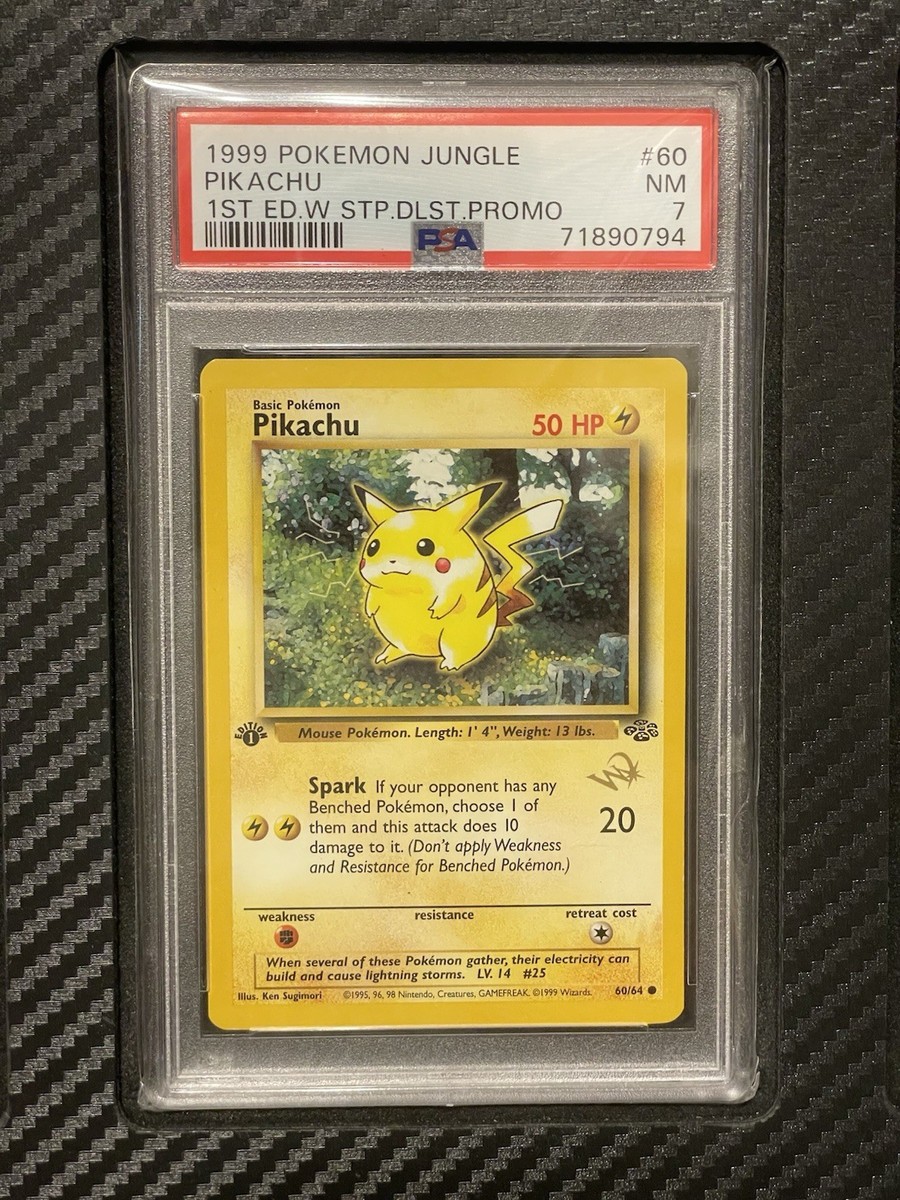 1999 POKEMON JUNGLE #60
PIKACHU NM
1ST ED.W STP.DLST.PROMO 7
PSA 71890794
Basic Pokémon
Pikachu 50 HP
EDITION 1
Mouse Pokémon. Length: 1' 4", Weight: 13 lbs.
W
Spark If your opponent has any
Benched Pokémon, choose 1 of
them and this attack does 10 20
damage to it. (Don't apply Weakness
and Resistance for Benched Pokémon.)
weakness resistance retreat cost
When several of these Pokémon gather, their electricity can
build and cause lightning storms. LV. 14 #25
Illus. Ken Sugimori ©1995, 96, 98 Nintendo, Creatures, GAMEFREAK. ©1999 Wizards. 60/64